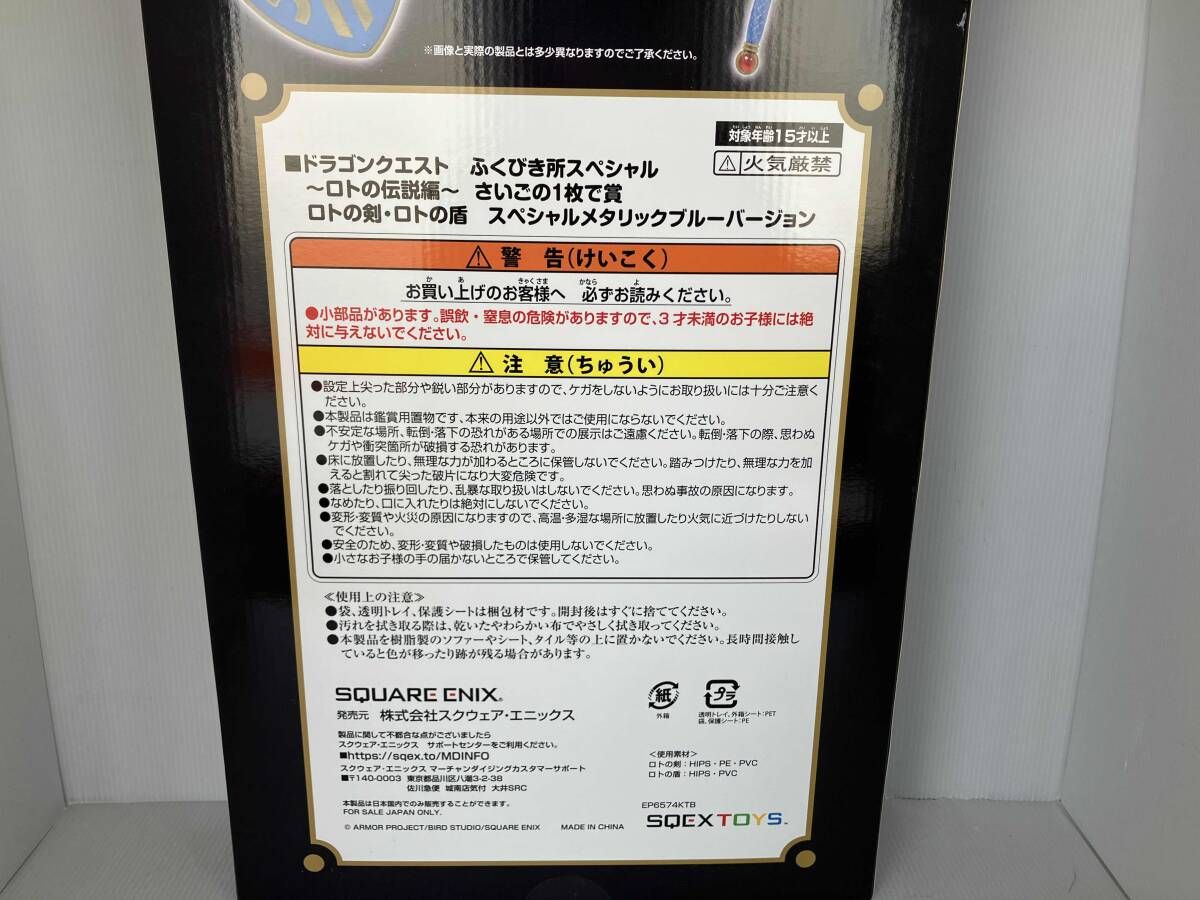 ※画像と実際の製品とは多少異なりますのでご了承ください。
対象年齢15才以上
⚠火気厳禁
■ドラゴンクエスト ふくびき所スペシャル
～ロトの伝説編～ さいごの1枚で賞
ロトの剣・ロトの盾 スペシャルメタリックブルーバージョン
⚠ 警 告(けいこく)
お買い上げのお客様へ 必ずお読みください。
●小部品があります。誤飲・窒息の危険がありますので、3才未満のお子様には絶
対に与えないでください。
⚠ 注 意(ちゅうい)
●設定上尖った部分や鋭い部分がありますので、ケガをしないようにお取り扱いには十分ご注意く
ださい。
●本製品は鑑賞用置物です、本来の用途以外ではご使用にならないでください。
●不安定な場所、転倒・落下の恐れがある場所での展示はご遠慮ください。転倒・落下の際、思わぬ
ケガや衝突箇所が破損する恐れがあります。
●床に放置したり、無理な力が加わるところに保管しないでください。踏みつけたり、無理な力を加
えると割れて尖った破片になり大変危険です。
●落としたり振り回したり、乱暴な取り扱いはしないでください。思わぬ事故の原因になります。
●なめたり、口に入れたりは絶対にしないでください。
●変形・変質や火災の原因になりますので、高温・多湿な場所に放置したり火気に近づけたりしない
でください。
●安全のため、変形・変質や破損したものは使用しないでください。
●小さなお子様の手の届かないところで保管してください。
≪使用上の注意≫
●袋、透明トレイ、保護シートは梱包材です。開封後はすぐに捨ててください。
●汚れを拭き取る際は、乾いたやわらかい布でやさしく拭き取ってください。
●本製品を樹脂製のソファーやシート、タイル等の上に置かないでください。長時間接触し
ていると色が移ったり跡が残る場合があります。
SQUARE ENIX®
発売元 株式会社スクウェア・エニックス
紙
外箱
プラ
透明トレイ、外箱シート:PET
袋、保護シート:PE
製品に関して不都合な点がございましたら
スクウェア・エニックス サポートセンターをご利用ください。
■https://sqex.to/MDINFO
スクウェア・エニックス マーチャンダイジングカスタマーサポート
■〒140-0003 東京都品川区八潮3-2-38
佐川急便 城南店気付 大井SRC
＜使用素材＞
ロトの剣:HIPS・PE・PVC
ロトの盾:HIPS・PVC
本製品は日本国内でのみ販売することができます。
FOR SALE JAPAN ONLY.
© ARMOR PROJECT/BIRD STUDIO/SQUARE ENIX MADE IN CHINA
EP6574KTB
SQEX TOYS™